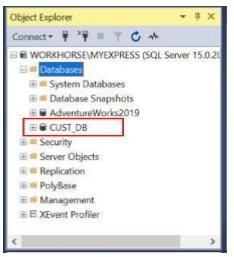 Object Explorer
Connect
WORKHORSE\MYEXPRESS (SQL Server 15.0.20
Databases
System Databases
Database Snapshots
AdventureWorks2019
CUST_DB
Security
Server Objects
Replication
PolyBase
Management
XEvent Profiler